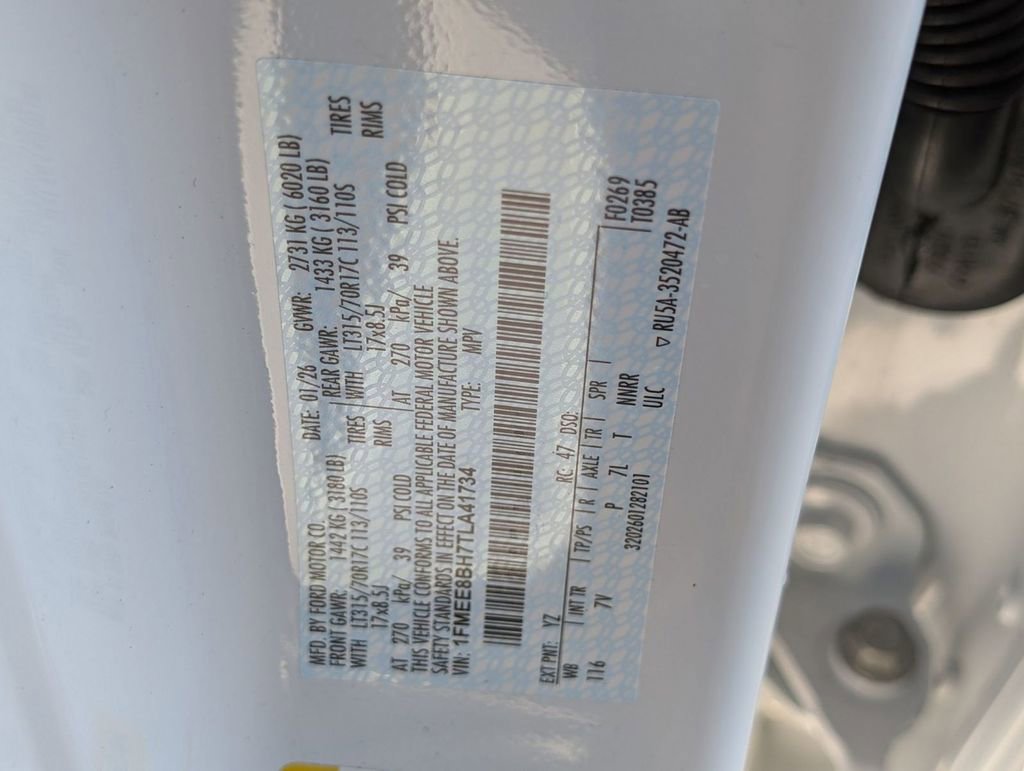 MFD. BY FORD MOTOR CO. DATE: 01/26 GVWR: 2731 KG ( 6020 LB)
FRONT GAWR: 1442 KG ( 3180 LB) REAR GAWR: 1433 KG ( 3160 LB)
WITH LT315/70R17C 113/110S TIRES WITH LT315/70R17C 113/110S TIRES
17x8.5J RIMS 17x8.5J RIMS
AT 270 kPa/ 39 PSI COLD AT 270 kPa/ 39 PSI COLD
THIS VEHICLE CONFORMS TO ALL APPLICABLE FEDERAL MOTOR VEHICLE
SAFETY STANDARDS IN EFFECT ON THE DATE OF MANUFACTURE SHOWN ABOVE.
VIN: 1FMEE8BH7TLA41734 TYPE: MPV
EXT PNT: YZ RC: 47 DSO: F0269
WB INT TR TP/PS R AXLE TR SPR T0385
116 7V P 7L T NNRR
3202601282101 ULC ▽ RU5A-3520472-AB